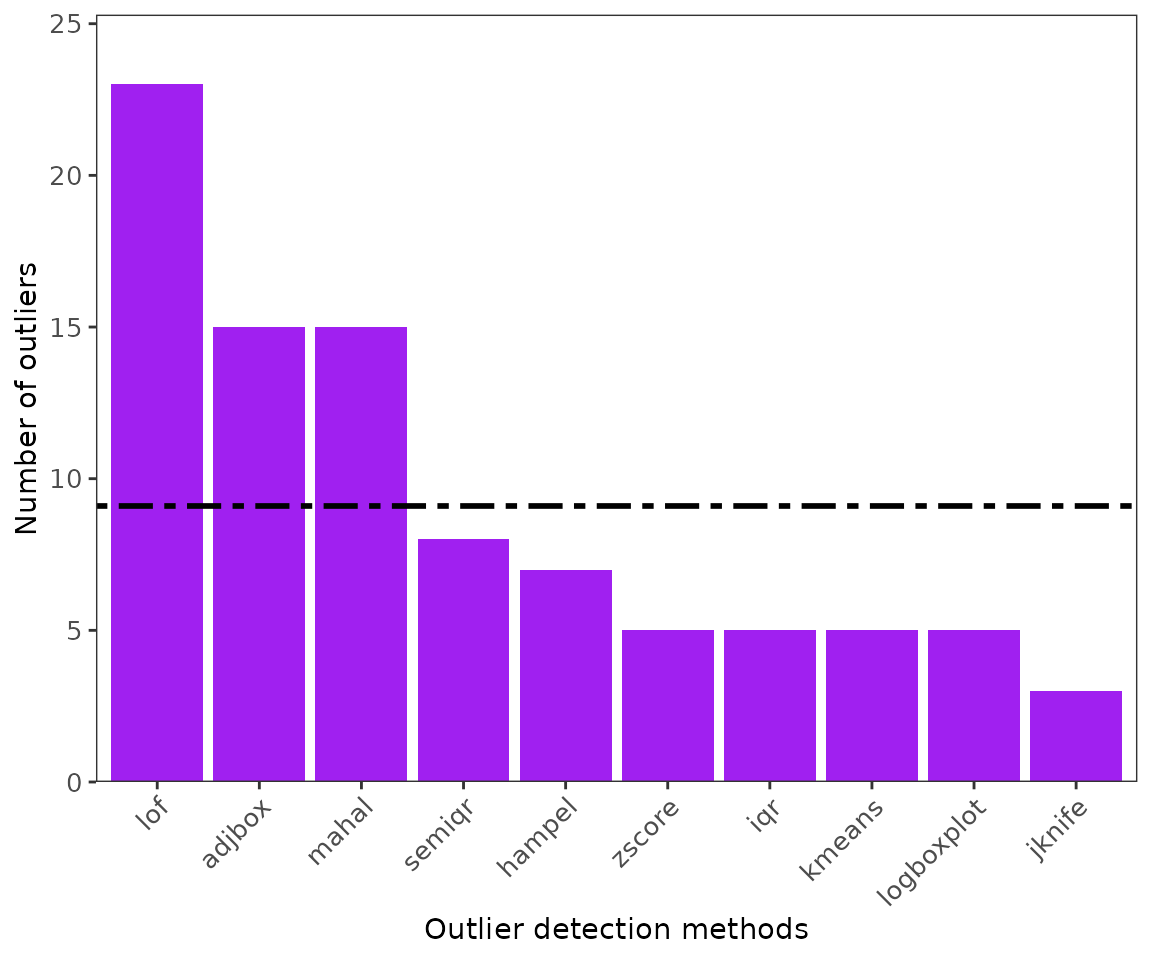 25
20
15
10
5
0
Number of outliers
lof
adjbox
mahal
semiqr
hampel
zscore
iqr
kmeans
logboxplot
jknife
Outlier detection methods